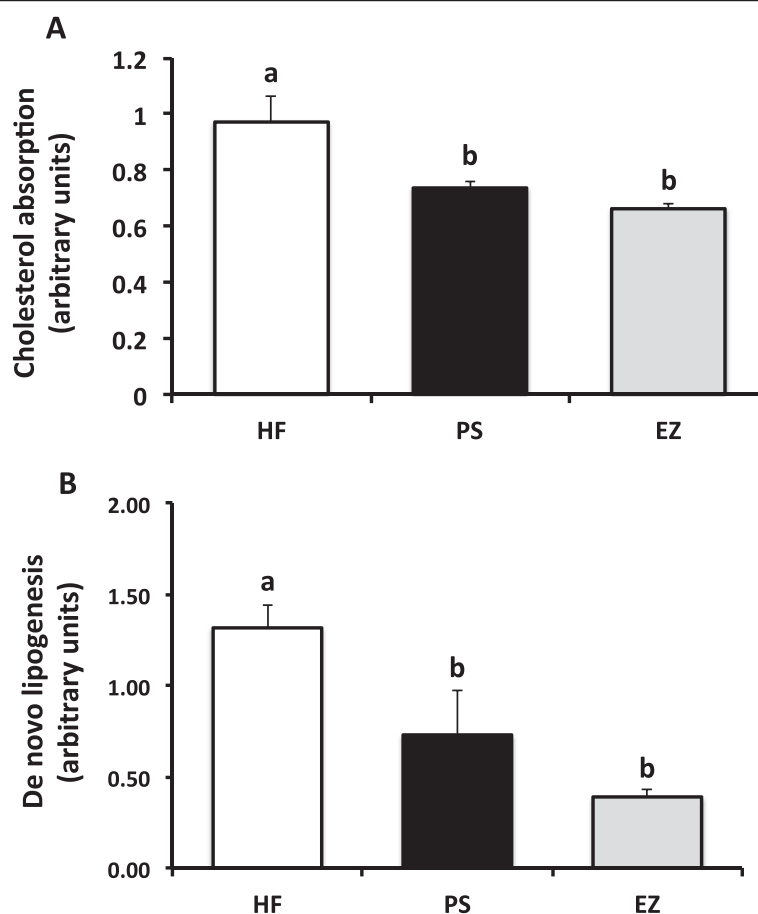 A
Cholesterol absorption
(arbitrary units)
1.2
1
0.8
0.6
0.4
0.2
0
a
b
b
HF PS EZ
B
De novo lipogenesis
(arbitrary units)
2.00
1.50
1.00
0.50
0.00
a
b
b
HF PS EZ